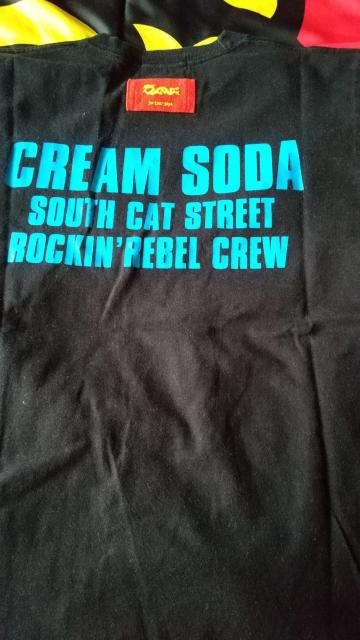 CREAM SODA
SOUTH CAT STREET
ROCKIN'REBEL CREW